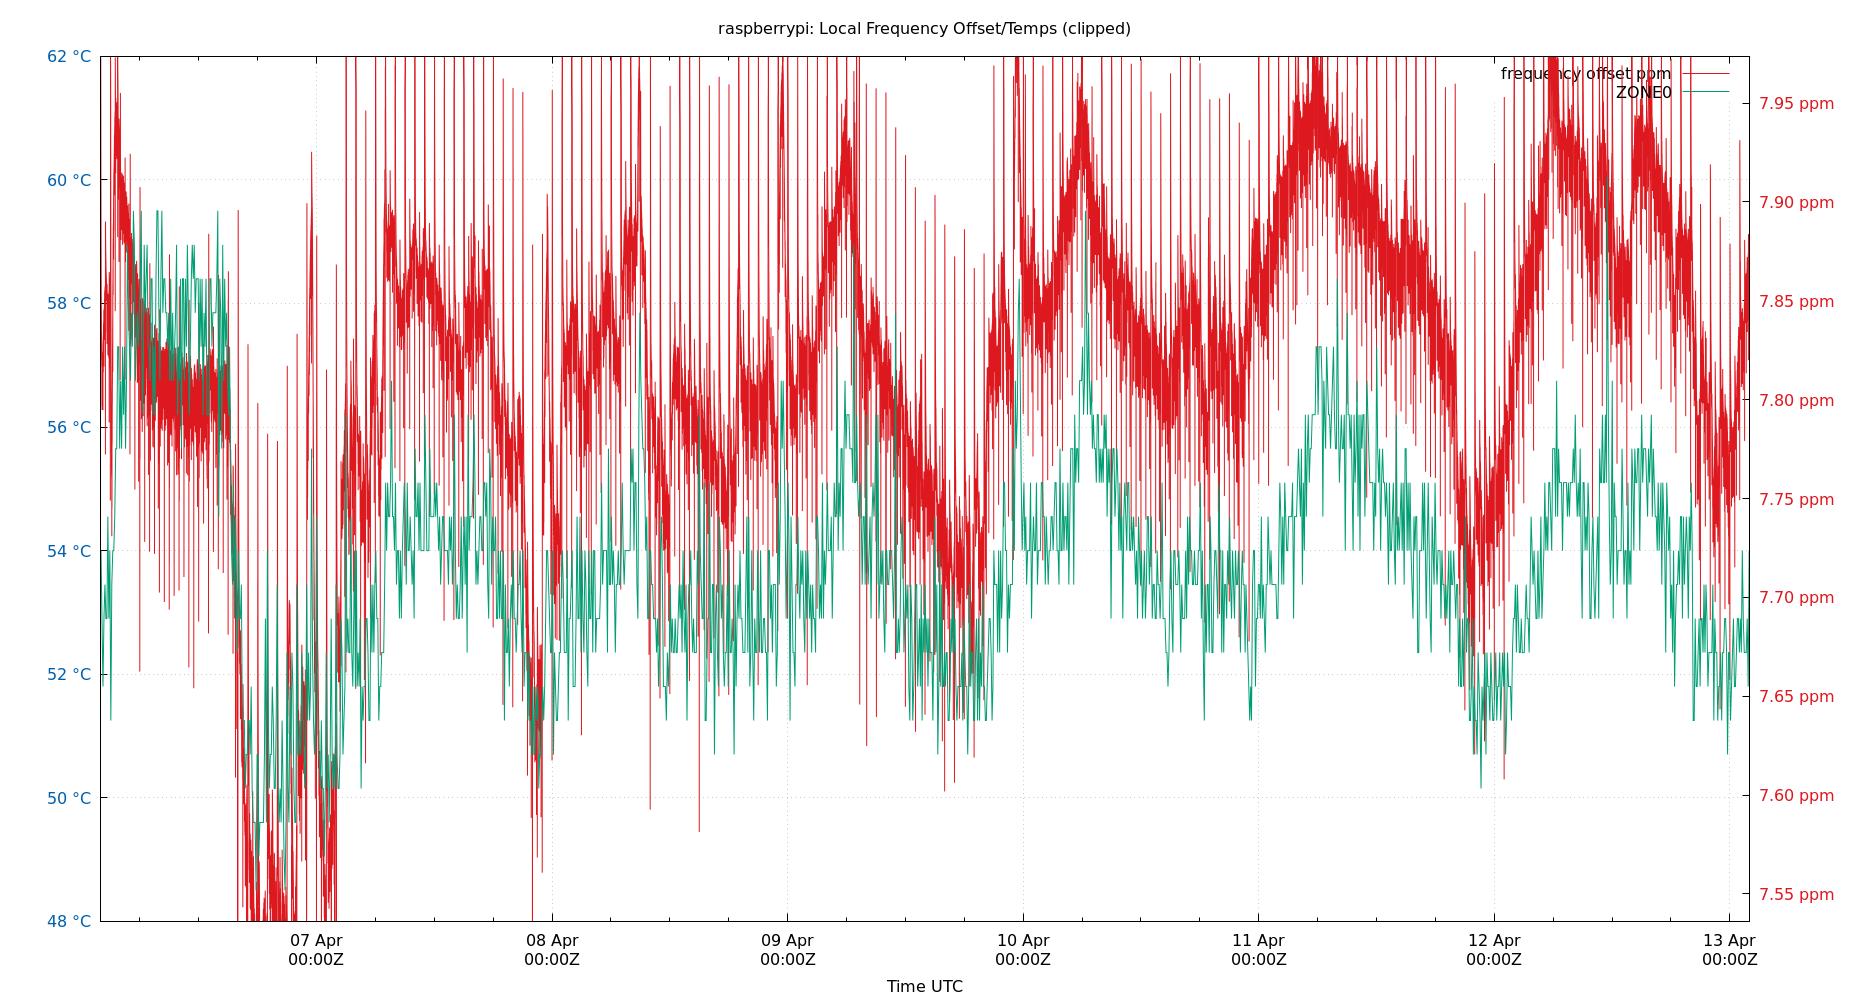 raspberrypi: Local Frequency Offset/Temps (clipped)
62 °C
60 °C
58 °C
56 °C
54 °C
52 °C
50 °C
48 °C
frequency offset ppm
ZONE0
7.95 ppm
7.90 ppm
7.85 ppm
7.80 ppm
7.75 ppm
7.70 ppm
7.65 ppm
7.60 ppm
7.55 ppm
07 Apr
00:00Z
08 Apr
00:00Z
09 Apr
00:00Z
10 Apr
00:00Z
11 Apr
00:00Z
12 Apr
00:00Z
13 Apr
00:00Z
Time UTC